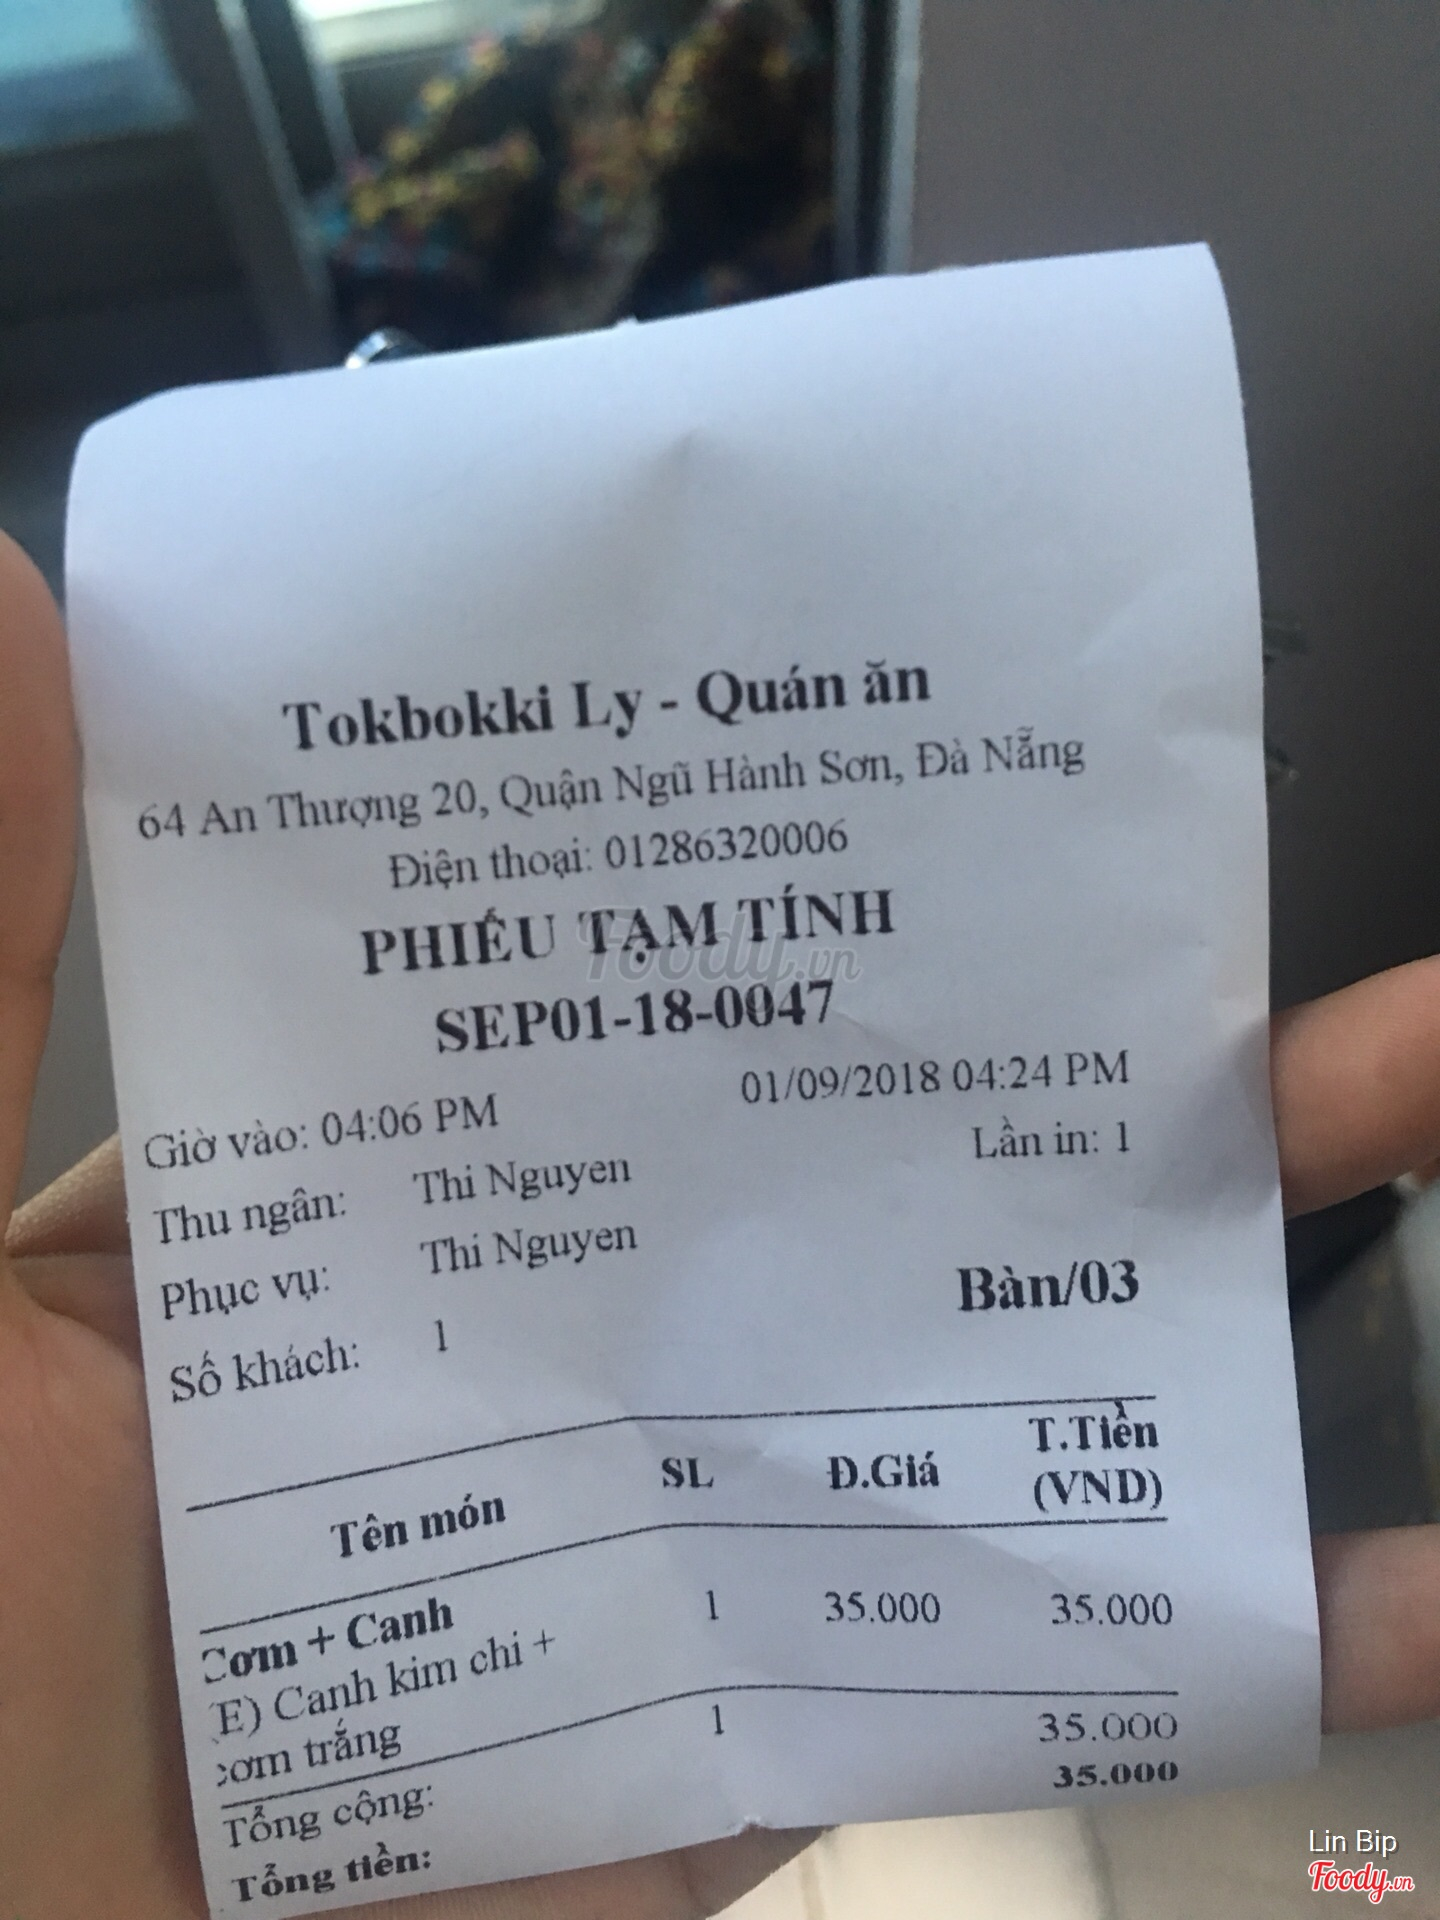 Tokbokki Ly - Quán ăn
64 An Thượng 20, Quận Ngũ Hành Sơn, Đà Nẵng
Điện thoại: 01286320006
PHIẾU TẠM TÍNH
Foody.vn
SEP01-18-0047
Giờ vào: 04:06 PM 01/09/2018 04:24 PM
Thu ngân: Thi Nguyen Lần in: 1
Phục vụ: Thi Nguyen
Số khách: 1 Bàn/03
Tên món SL Đ.Giá T.Tiền
(VND)
Cơm + Canh
(E) Canh kim chi + 1 35.000 35.000
cơm trắng
Tổng cộng: 1 35.000
Tổng tiền: 35.000
Lin Bip
Foody.vn